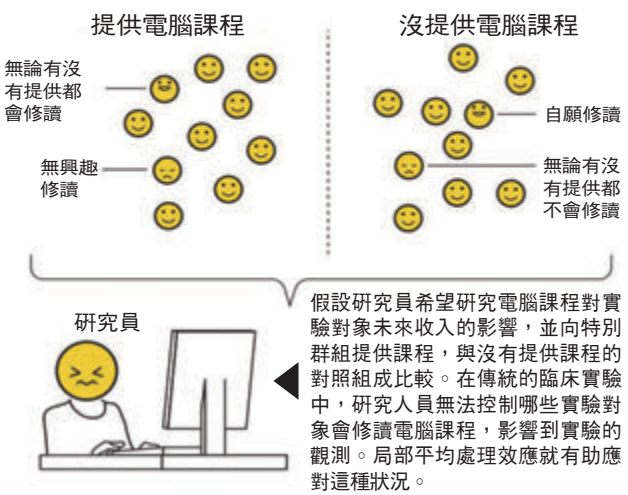 提供電腦課程
沒提供電腦課程
無論有沒
有提供都
會修讀
無興趣
修讀
自願修讀
無論有沒
有提供都
不會修讀
研究員
假設研究員希望研究電腦課程對實
驗對象未來收入的影響,並向特別
群組提供課程,與沒有提供課程的
對照組成比較。在傳統的臨床實驗
中,研究人員無法控制哪些實驗對
象會修讀電腦課程,影響到實驗的
觀測。局部平均處理效應就有助應
對這種狀況。